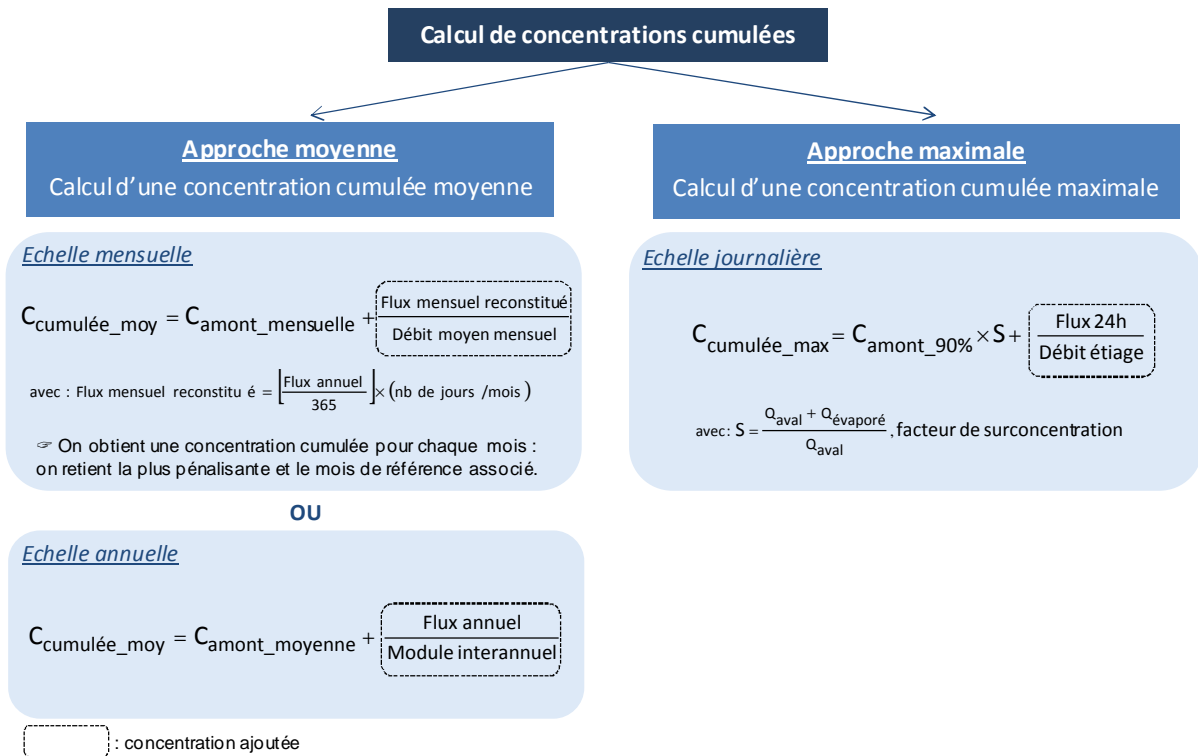 Calcul de concentrations cumulées
Approche moyenne
Calcul d’une concentration cumulée moyenne
Approche maximale
Calcul d’une concentration cumulée maximale
Echelle mensuelle
C_cumulée_moy = C_amont_mensuelle + Flux mensuel reconstitué / Débit moyen mensuel
avec : Flux mensuel reconstitu é = [Flux annuel / 365] × (nb de jours /mois )
☞ On obtient une concentration cumulée pour chaque mois :
on retient la plus pénalisante et le mois de référence associé.
OU
Echelle annuelle
C_cumulée_moy = C_amont_moyenne + Flux annuel / Module interannuel
Echelle journalière
C_cumulée_max = C_amont_90% × S + Flux 24h / Débit étiage
avec: S = Q_aval + Q_évaporé / Q_aval , facteur de surconcentration
: concentration ajoutée